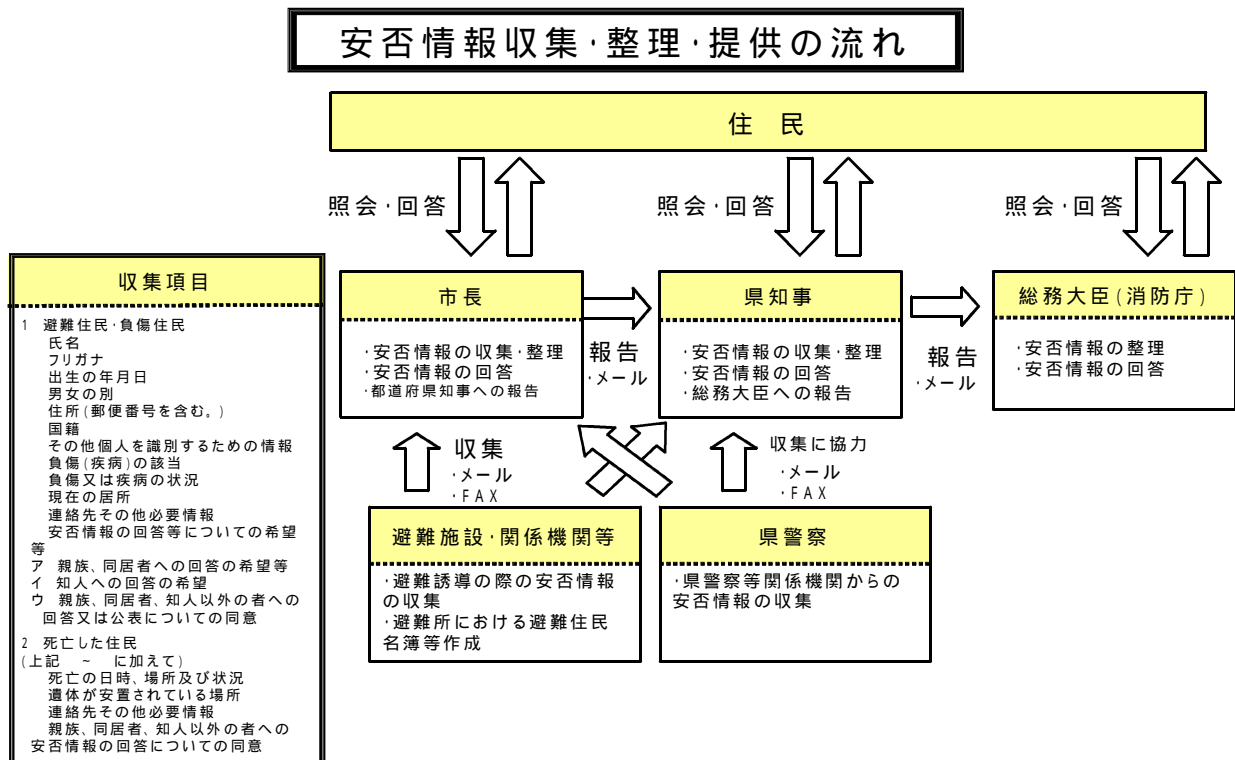 安否情報収集・整理・提供の流れ
住 民
照会・回答
照会・回答
照会・回答
収集項目
1 避難住民・負傷住民
氏名
フリガナ
出生の年月日
男女の別
住所(郵便番号を含む。)
国籍
その他個人を識別するための情報
負傷(疾病)の該当
負傷又は疾病の状況
現在の居所
連絡先その他必要情報
安否情報の回答等についての希望
等
ア 親族、同居者への回答の希望等
イ 知人への回答の希望
ウ 親族、同居者、知人以外の者への
回答又は公表についての同意
2 死亡した住民
(上記 ~ に加えて)
死亡の日時、場所及び状況
遺体が安置されている場所
連絡先その他必要情報
親族、同居者、知人以外の者への
安否情報の回答についての同意
市長
・安否情報の収集・整理
・安否情報の回答
・都道府県知事への報告
報告
・メール
県知事
・安否情報の収集・整理
・安否情報の回答
・総務大臣への報告
報告
・メール
総務大臣(消防庁)
・安否情報の整理
・安否情報の回答
収集
・メール
・FAX
収集に協力
・メール
・FAX
避難施設・関係機関等
・避難誘導の際の安否情報
の収集
・避難所における避難住民
名簿等作成
県警察
・県警察等関係機関からの
安否情報の収集